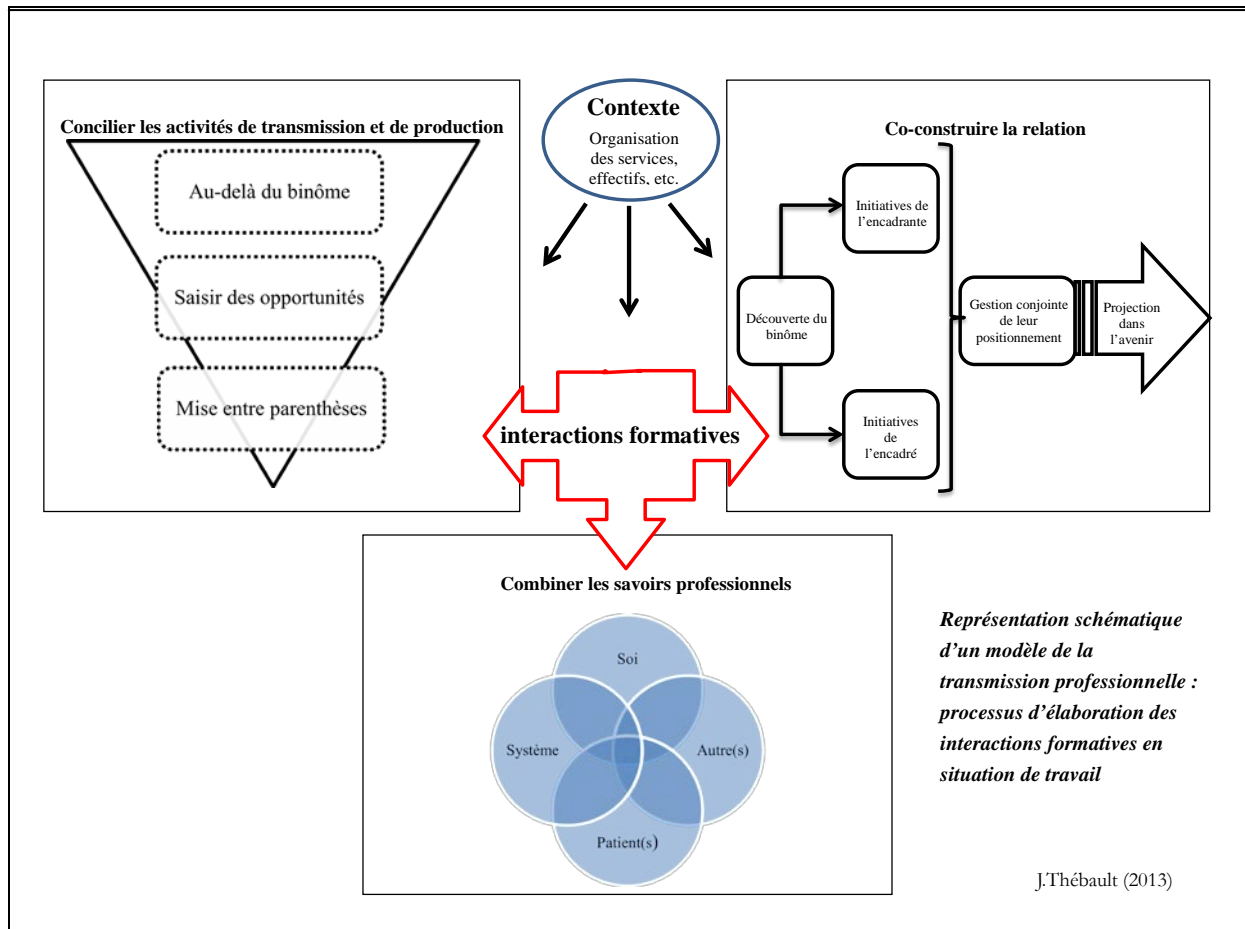 Concilier les activités de transmission et de production
Au-delà du binôme
Saisir des opportunités
Mise entre parenthèses
Contexte
Organisation
des services,
effectifs, etc.
Co-construire la relation
Découverte du
binôme
Initiatives de
l’encadrante
Initiatives
de
l’encadré
Gestion conjointe
de leur
positionnement
Projection
dans
l’avenir
interactions formatives
Combiner les savoirs professionnels
Soi
Système
Autre(s)
Patient(s)
Représentation schématique
d’un modèle de la
transmission professionnelle :
processus d’élaboration des
interactions formatives en
situation de travail
J.Thébault (2013)